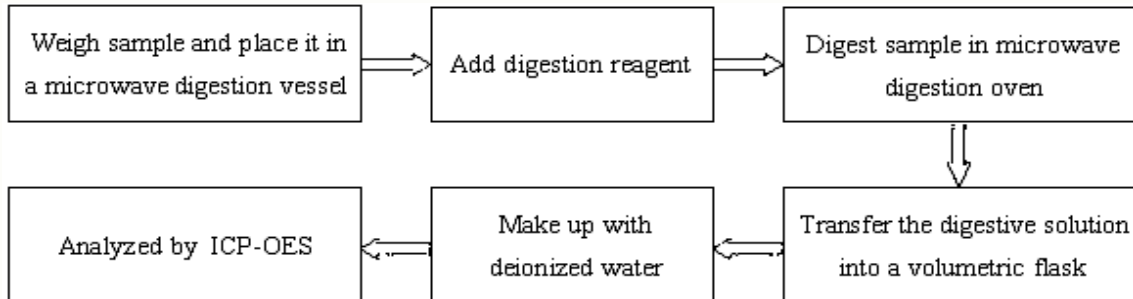 Weigh sample and place it in
a microwave digestion vessel
Add digestion reagent
Digest sample in microwave
digestion oven
Transfer the digestive solution
into a volumetric flask
Make up with
deionized water
Analyzed by ICP-OES